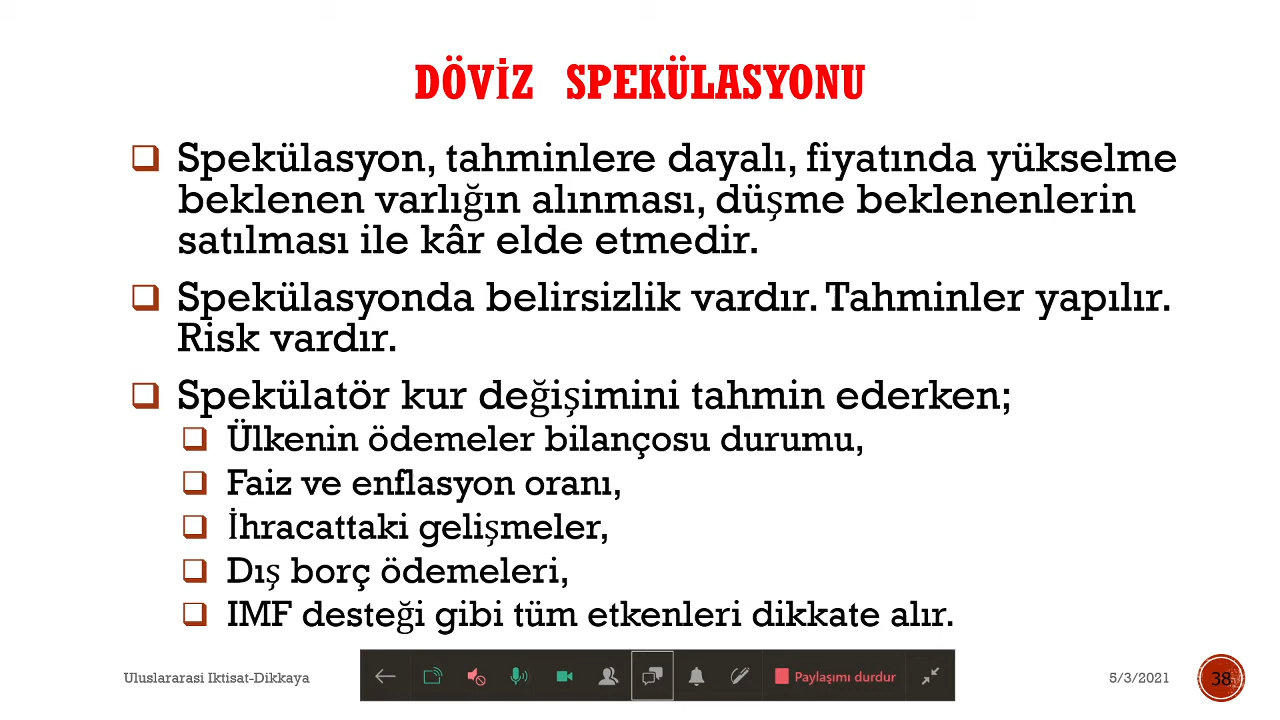 DÖVİZ SPEKÜLASYONU
Spekülasyon, tahminlere dayalı, fiyatında yükselme
beklenen varlığın alınması, düşme beklenenlerin
satılması ile kâr elde etmedir.
Spekülasyonda belirsizlik vardır. Tahminler yapılır.
Risk vardır.
Spekülatör kur değişimini tahmin ederken;
Ülkenin ödemeler bilançosu durumu,
Faiz ve enflasyon oranı,
İhracattaki gelişmeler,
Dış borç ödemeleri,
IMF desteği gibi tüm etkenleri dikkate alır.
Uluslararasi Iktisat-Dikkaya
Paylaşımı durdur
5/3/2021
38